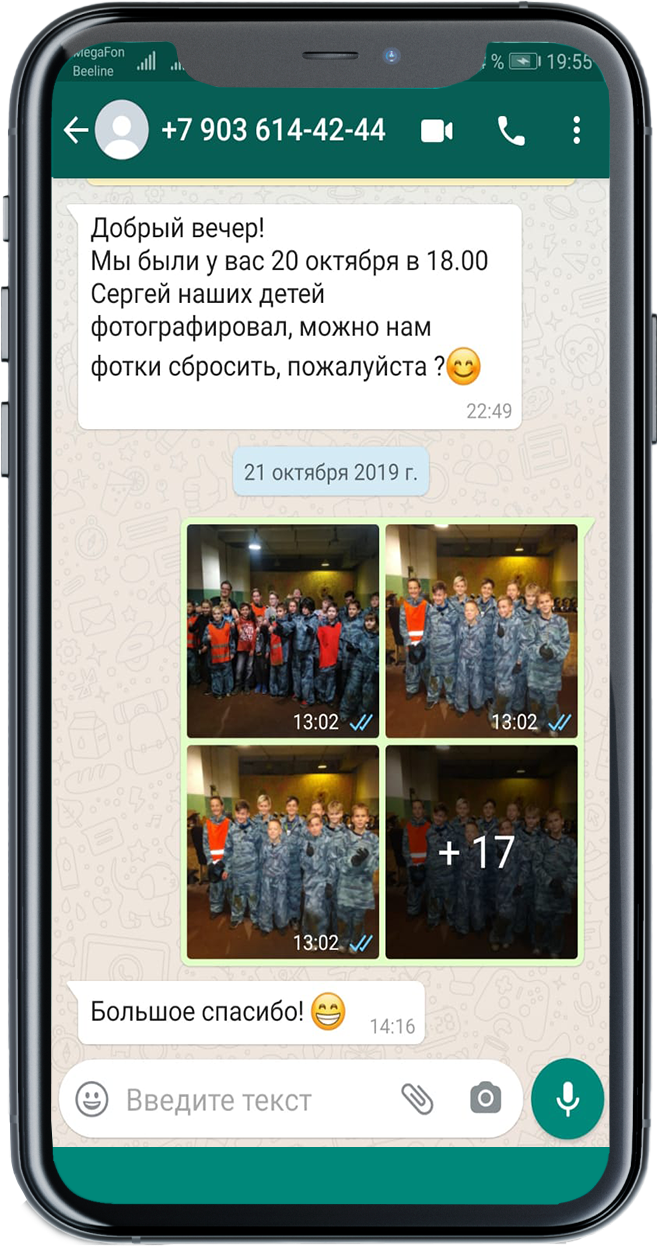 MegaFon
Beeline
% 19:55
+7 903 614-42-44
Добрый вечер!
Мы были у вас 20 октября в 18.00
Сергей наших детей
фотографировал, можно нам
фотки сбросить, пожалуйста ?😊
22:49
21 октября 2019 г.
13:02
13:02
13:02
+ 17
Большое спасибо! 😁
14:16
Введите текст